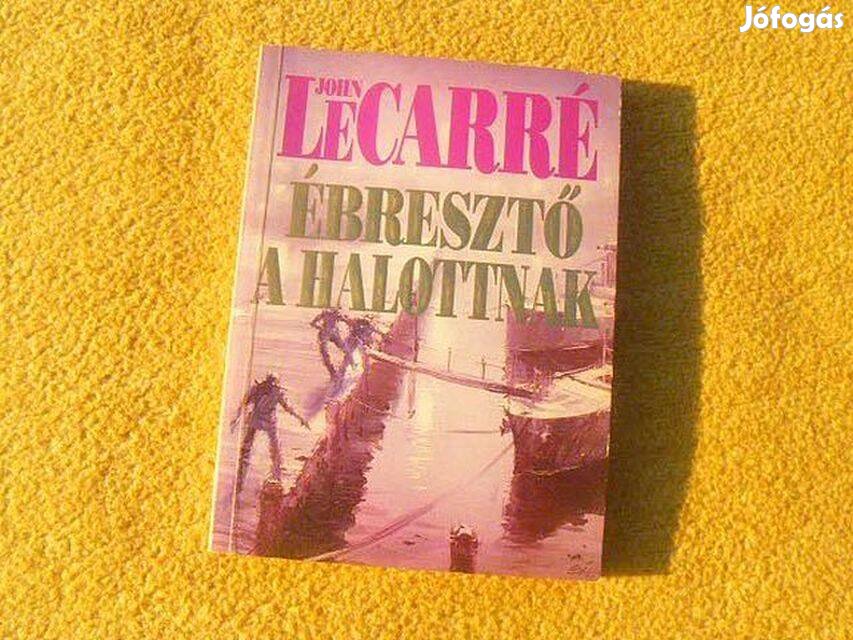 Jófogás
JOHN
LECARRÉ
ÉBRESZTŐ
A HALOTTNAK